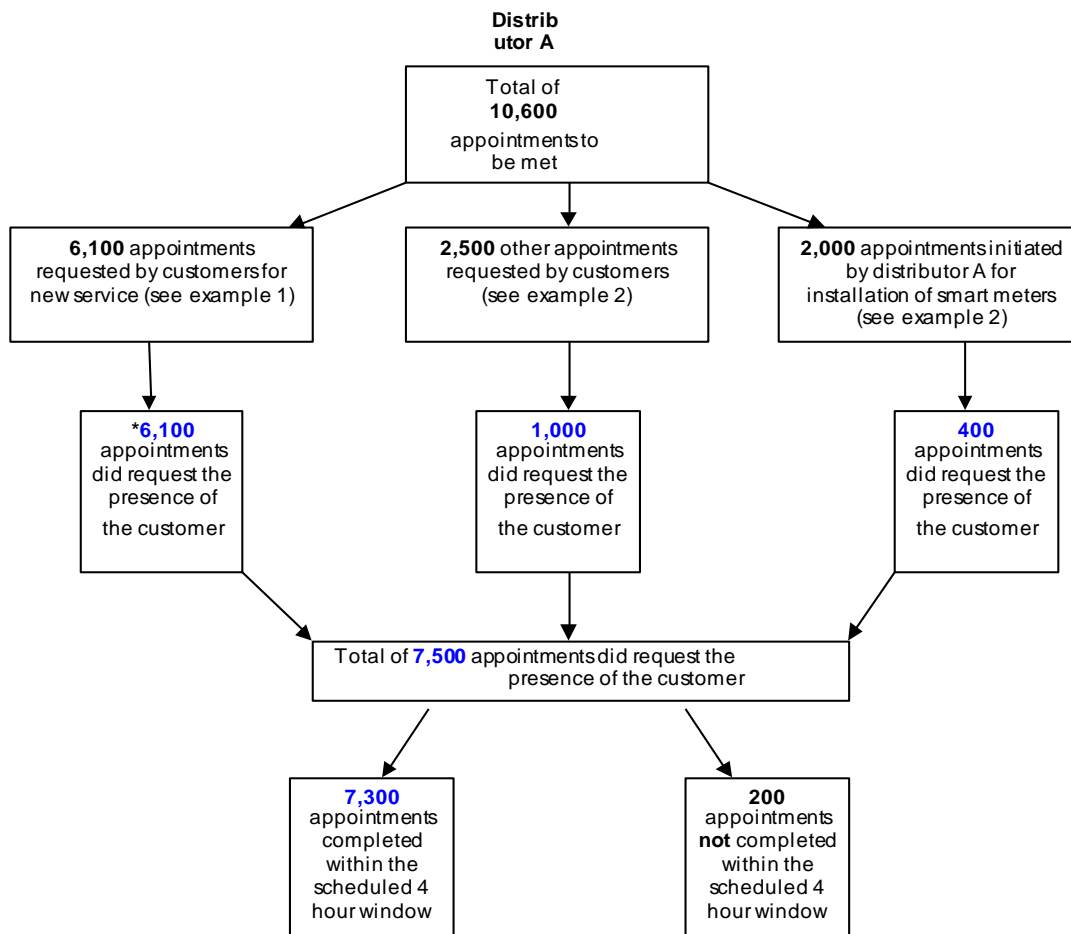 Distrib
utor A
Total of
10,600
appointments to
be met
6,100 appointments
requested by customers for
new service (see example 1)
2,500 other appointments
requested by customers
(see example 2)
2,000 appointments initiated
by distributor A for
installation of smart meters
(see example 2)
*6,100
appointments
did request the
presence of
the customer
1,000
appointments
did request the
presence of
the customer
400
appointments
did request the
presence of
the customer
Total of 7,500 appointments did request the
presence of the customer
7,300
appointments
completed
within the
scheduled 4
hour window
200
appointments
not completed
within the
scheduled 4
hour window